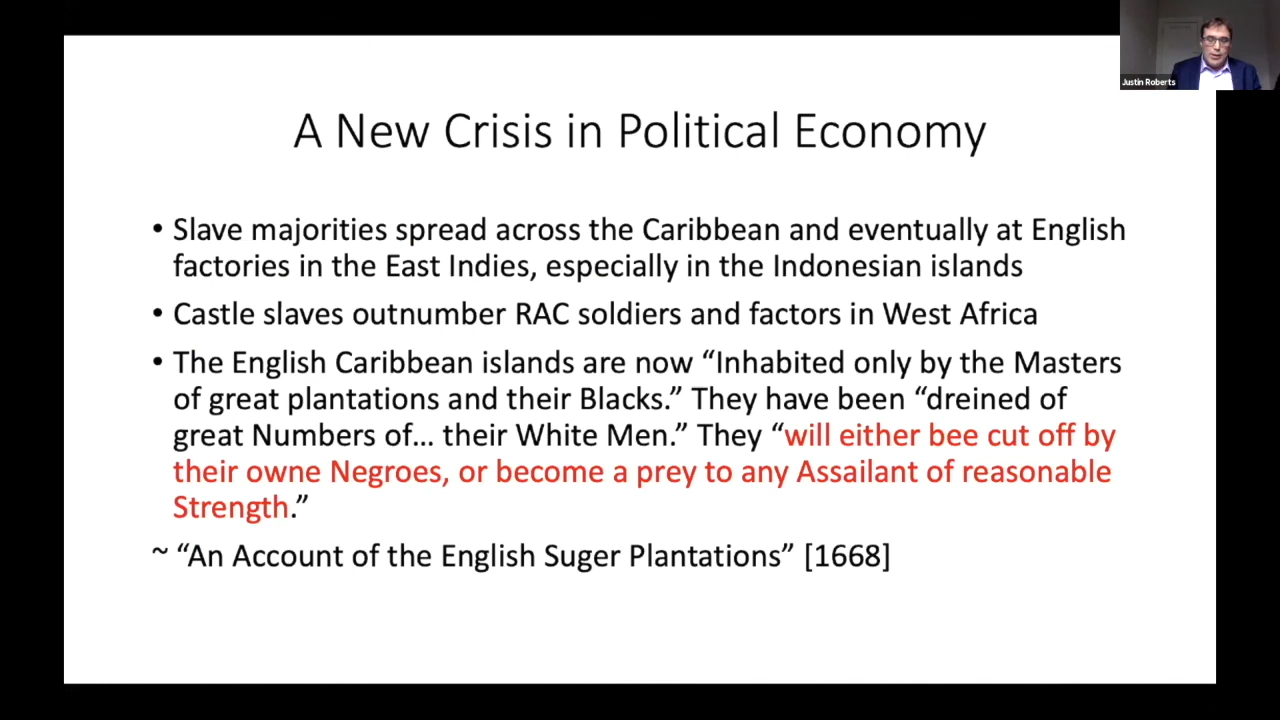 Justin Roberts
A New Crisis in Political Economy
• Slave majorities spread across the Caribbean and eventually at English
factories in the East Indies, especially in the Indonesian islands
• Castle slaves outnumber RAC soldiers and factors in West Africa
• The English Caribbean islands are now “Inhabited only by the Masters
of great plantations and their Blacks.” They have been “dreined of
great Numbers of... their White Men.” They “will either bee cut off by
their owne Negroes, or become a prey to any Assailant of reasonable
Strength.”
~ “An Account of the English Suger Plantations” [1668]